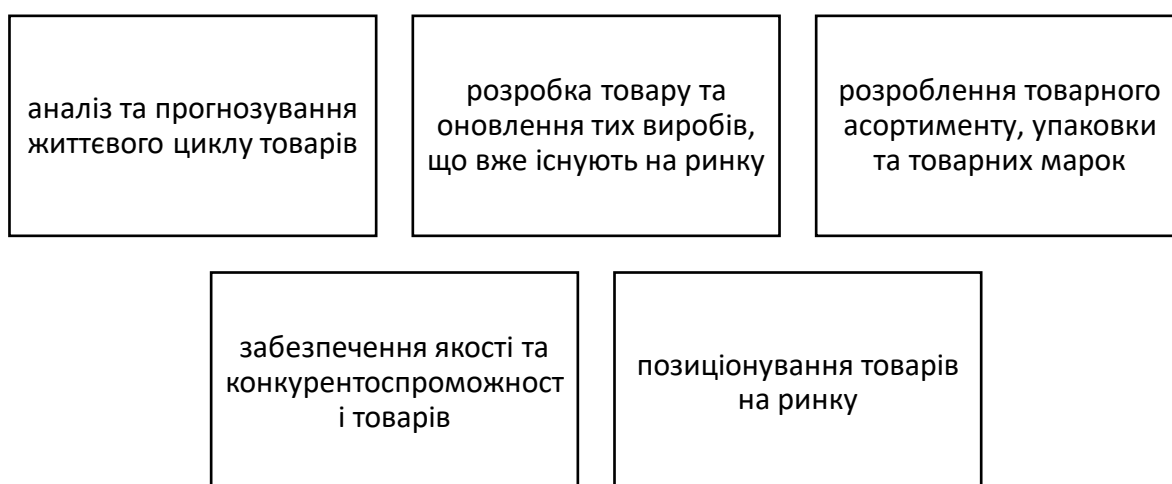 аналіз та прогнозування
життєвого циклу товарів
розробка товару та
оновлення тих виробів,
що вже існують на ринку
розроблення товарного
асортименту, упаковки
та товарних марок
забезпечення якості та
конкурентоспроможност
і товарів
позиціонування товарів
на ринку